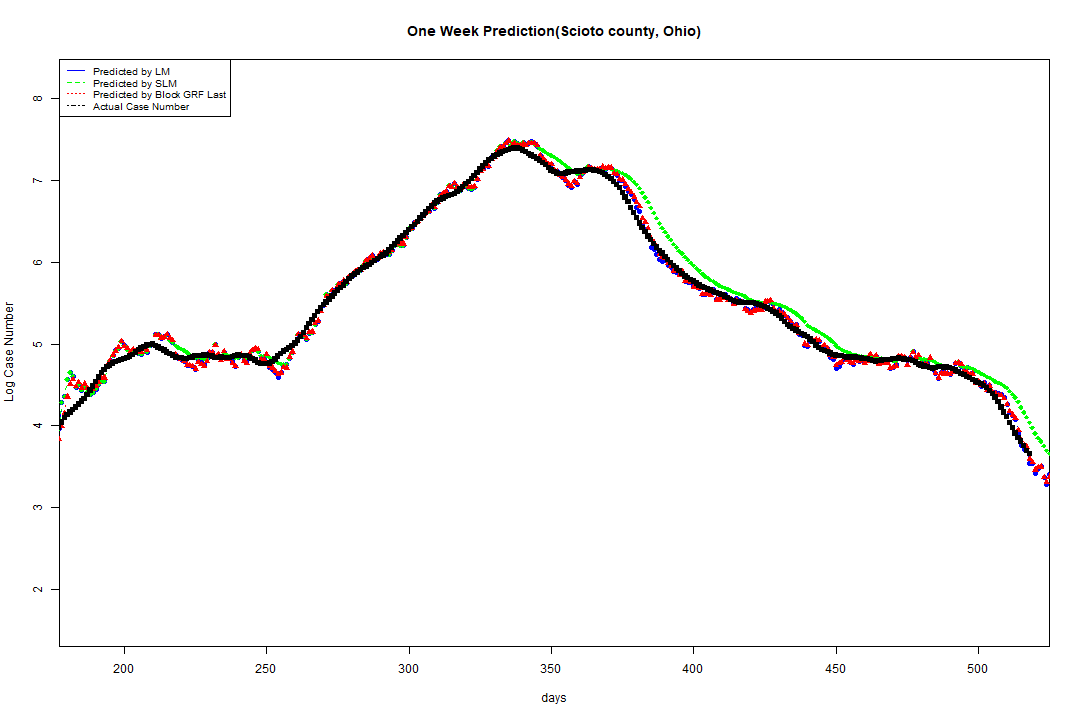 One Week Prediction(Scioto county, Ohio)
Predicted by LM
Predicted by SLM
Predicted by Block GRF Last
Actual Case Number
Log Case Number
8
7
6
5
4
3
2
200 250 300 350 400 450 500
days